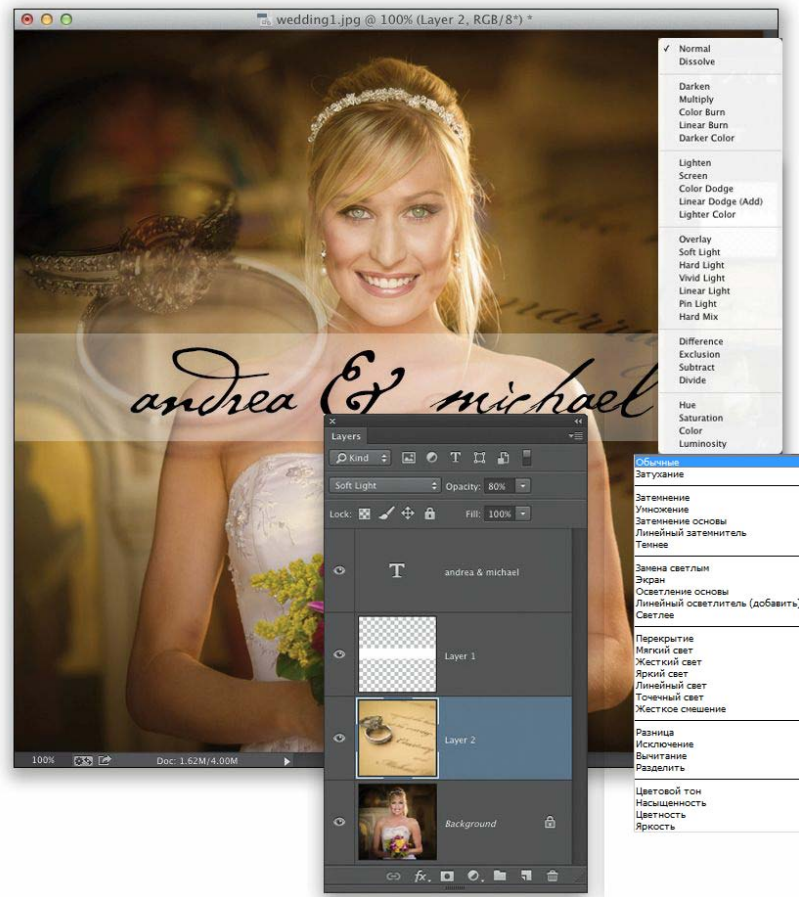 wedding1.jpg @ 100% (Layer 2, RGB/8*) *
✓ Normal
Dissolve
Darken
Multiply
Color Burn
Linear Burn
Darker Color
Lighten
Screen
Color Dodge
Linear Dodge (Add)
Lighter Color
Overlay
Soft Light
Hard Light
Vivid Light
Linear Light
Pin Light
Hard Mix
Difference
Exclusion
Subtract
Divide
Hue
Saturation
Color
Luminosity
andrea & michael
Layers
Kind
Soft Light Opacity: 80%
Lock: Fill: 100%
T andrea & michael
Layer 1
Layer 2
Background
fx
100% Doc: 1.62M/4.00M
Обычные
Затухание
Затемнение
Умножение
Затемнение основы
Линейный затемнитель
Темнее
Замена светлым
Экран
Осветление основы
Линейный осветлитель (добавить)
Светлее
Перекрытие
Мягкий свет
Жесткий свет
Яркий свет
Линейный свет
Точечный свет
Жесткое смешение
Разница
Исключение
Вычитание
Разделить
Цветовой тон
Насыщенность
Цветность
Яркость